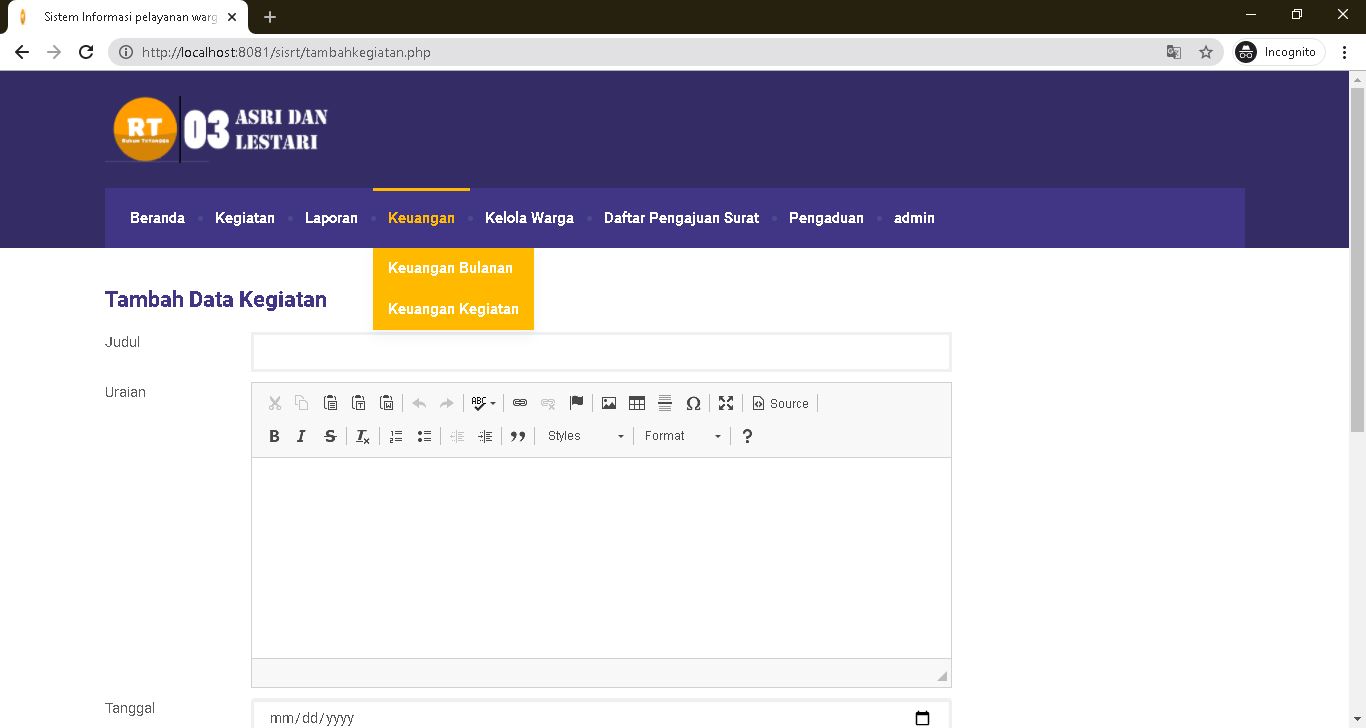 Sistem Informasi pelayanan warg
http://localhost:8081/sisrt/tambahkegiatan.php
Incognito
RT
Rukun Tetangga
03
ASRI DAN
LESTARI
Beranda Kegiatan Laporan Keuangan Kelola Warga Daftar Pengajuan Surat Pengaduan admin
Keuangan Bulanan
Keuangan Kegiatan
Tambah Data Kegiatan
Judul
Uraian
ABC
Source
B I S Tx Styles Format ?
Tanggal
mm/dd/yyyy